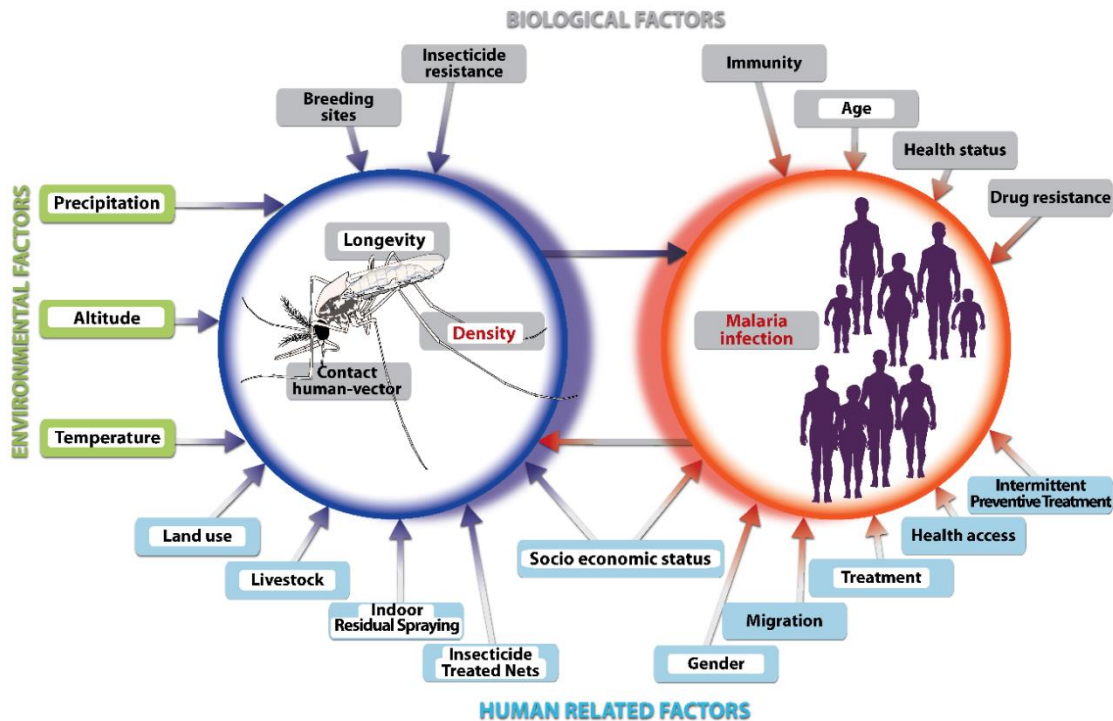 BIOLOGICAL FACTORS
Insecticide
resistance
Immunity
Breeding
sites
Age
Health status
Drug resistance
ENVIRONMENTAL FACTORS
Precipitation
Altitude
Temperature
Longevity
Density
Contact
human-vector
Malaria
infection
Land use
Livestock
Indoor
Residual Spraying
Insecticide
Treated Nets
Socio economic status
Gender
Migration
Treatment
Health access
Intermittent
Preventive Treatment
HUMAN RELATED FACTORS